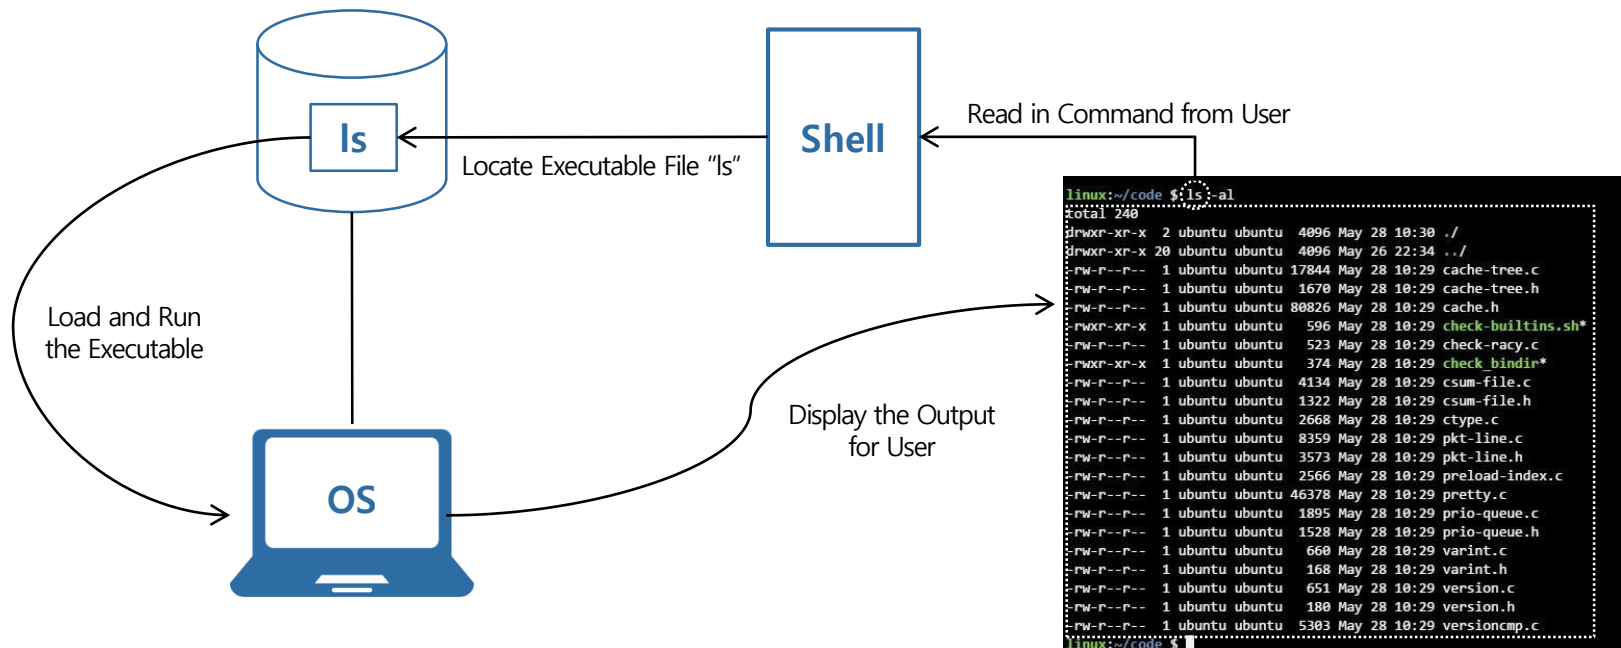 ls
Shell
Read in Command from User
Locate Executable File "ls"
Load and Run
the Executable
OS
Display the Output
for User
linux:~/code $ ls -al
total 240
drwxr-xr-x  2 ubuntu ubuntu  4096 May 28 10:30 ./
drwxr-xr-x 20 ubuntu ubuntu  4096 May 26 22:34 ../
-rw-r--r--  1 ubuntu ubuntu 17844 May 28 10:29 cache-tree.c
-rw-r--r--  1 ubuntu ubuntu  1670 May 28 10:29 cache-tree.h
-rw-r--r--  1 ubuntu ubuntu 80826 May 28 10:29 cache.h
-rwxr-xr-x  1 ubuntu ubuntu   596 May 28 10:29 check-builtins.sh*
-rw-r--r--  1 ubuntu ubuntu   523 May 28 10:29 check-racy.c
-rwxr-xr-x  1 ubuntu ubuntu   374 May 28 10:29 check_bindir*
-rw-r--r--  1 ubuntu ubuntu  4134 May 28 10:29 csum-file.c
-rw-r--r--  1 ubuntu ubuntu  1322 May 28 10:29 csum-file.h
-rw-r--r--  1 ubuntu ubuntu  2668 May 28 10:29 ctype.c
-rw-r--r--  1 ubuntu ubuntu  8359 May 28 10:29 pkt-line.c
-rw-r--r--  1 ubuntu ubuntu  3573 May 28 10:29 pkt-line.h
-rw-r--r--  1 ubuntu ubuntu  2566 May 28 10:29 preload-index.c
-rw-r--r--  1 ubuntu ubuntu 46378 May 28 10:29 pretty.c
-rw-r--r--  1 ubuntu ubuntu  1895 May 28 10:29 prio-queue.c
-rw-r--r--  1 ubuntu ubuntu  1528 May 28 10:29 prio-queue.h
-rw-r--r--  1 ubuntu ubuntu   660 May 28 10:29 varint.c
-rw-r--r--  1 ubuntu ubuntu   168 May 28 10:29 varint.h
-rw-r--r--  1 ubuntu ubuntu   651 May 28 10:29 version.c
-rw-r--r--  1 ubuntu ubuntu   180 May 28 10:29 version.h
-rw-r--r--  1 ubuntu ubuntu  5303 May 28 10:29 versioncmp.c
linux:~/code $